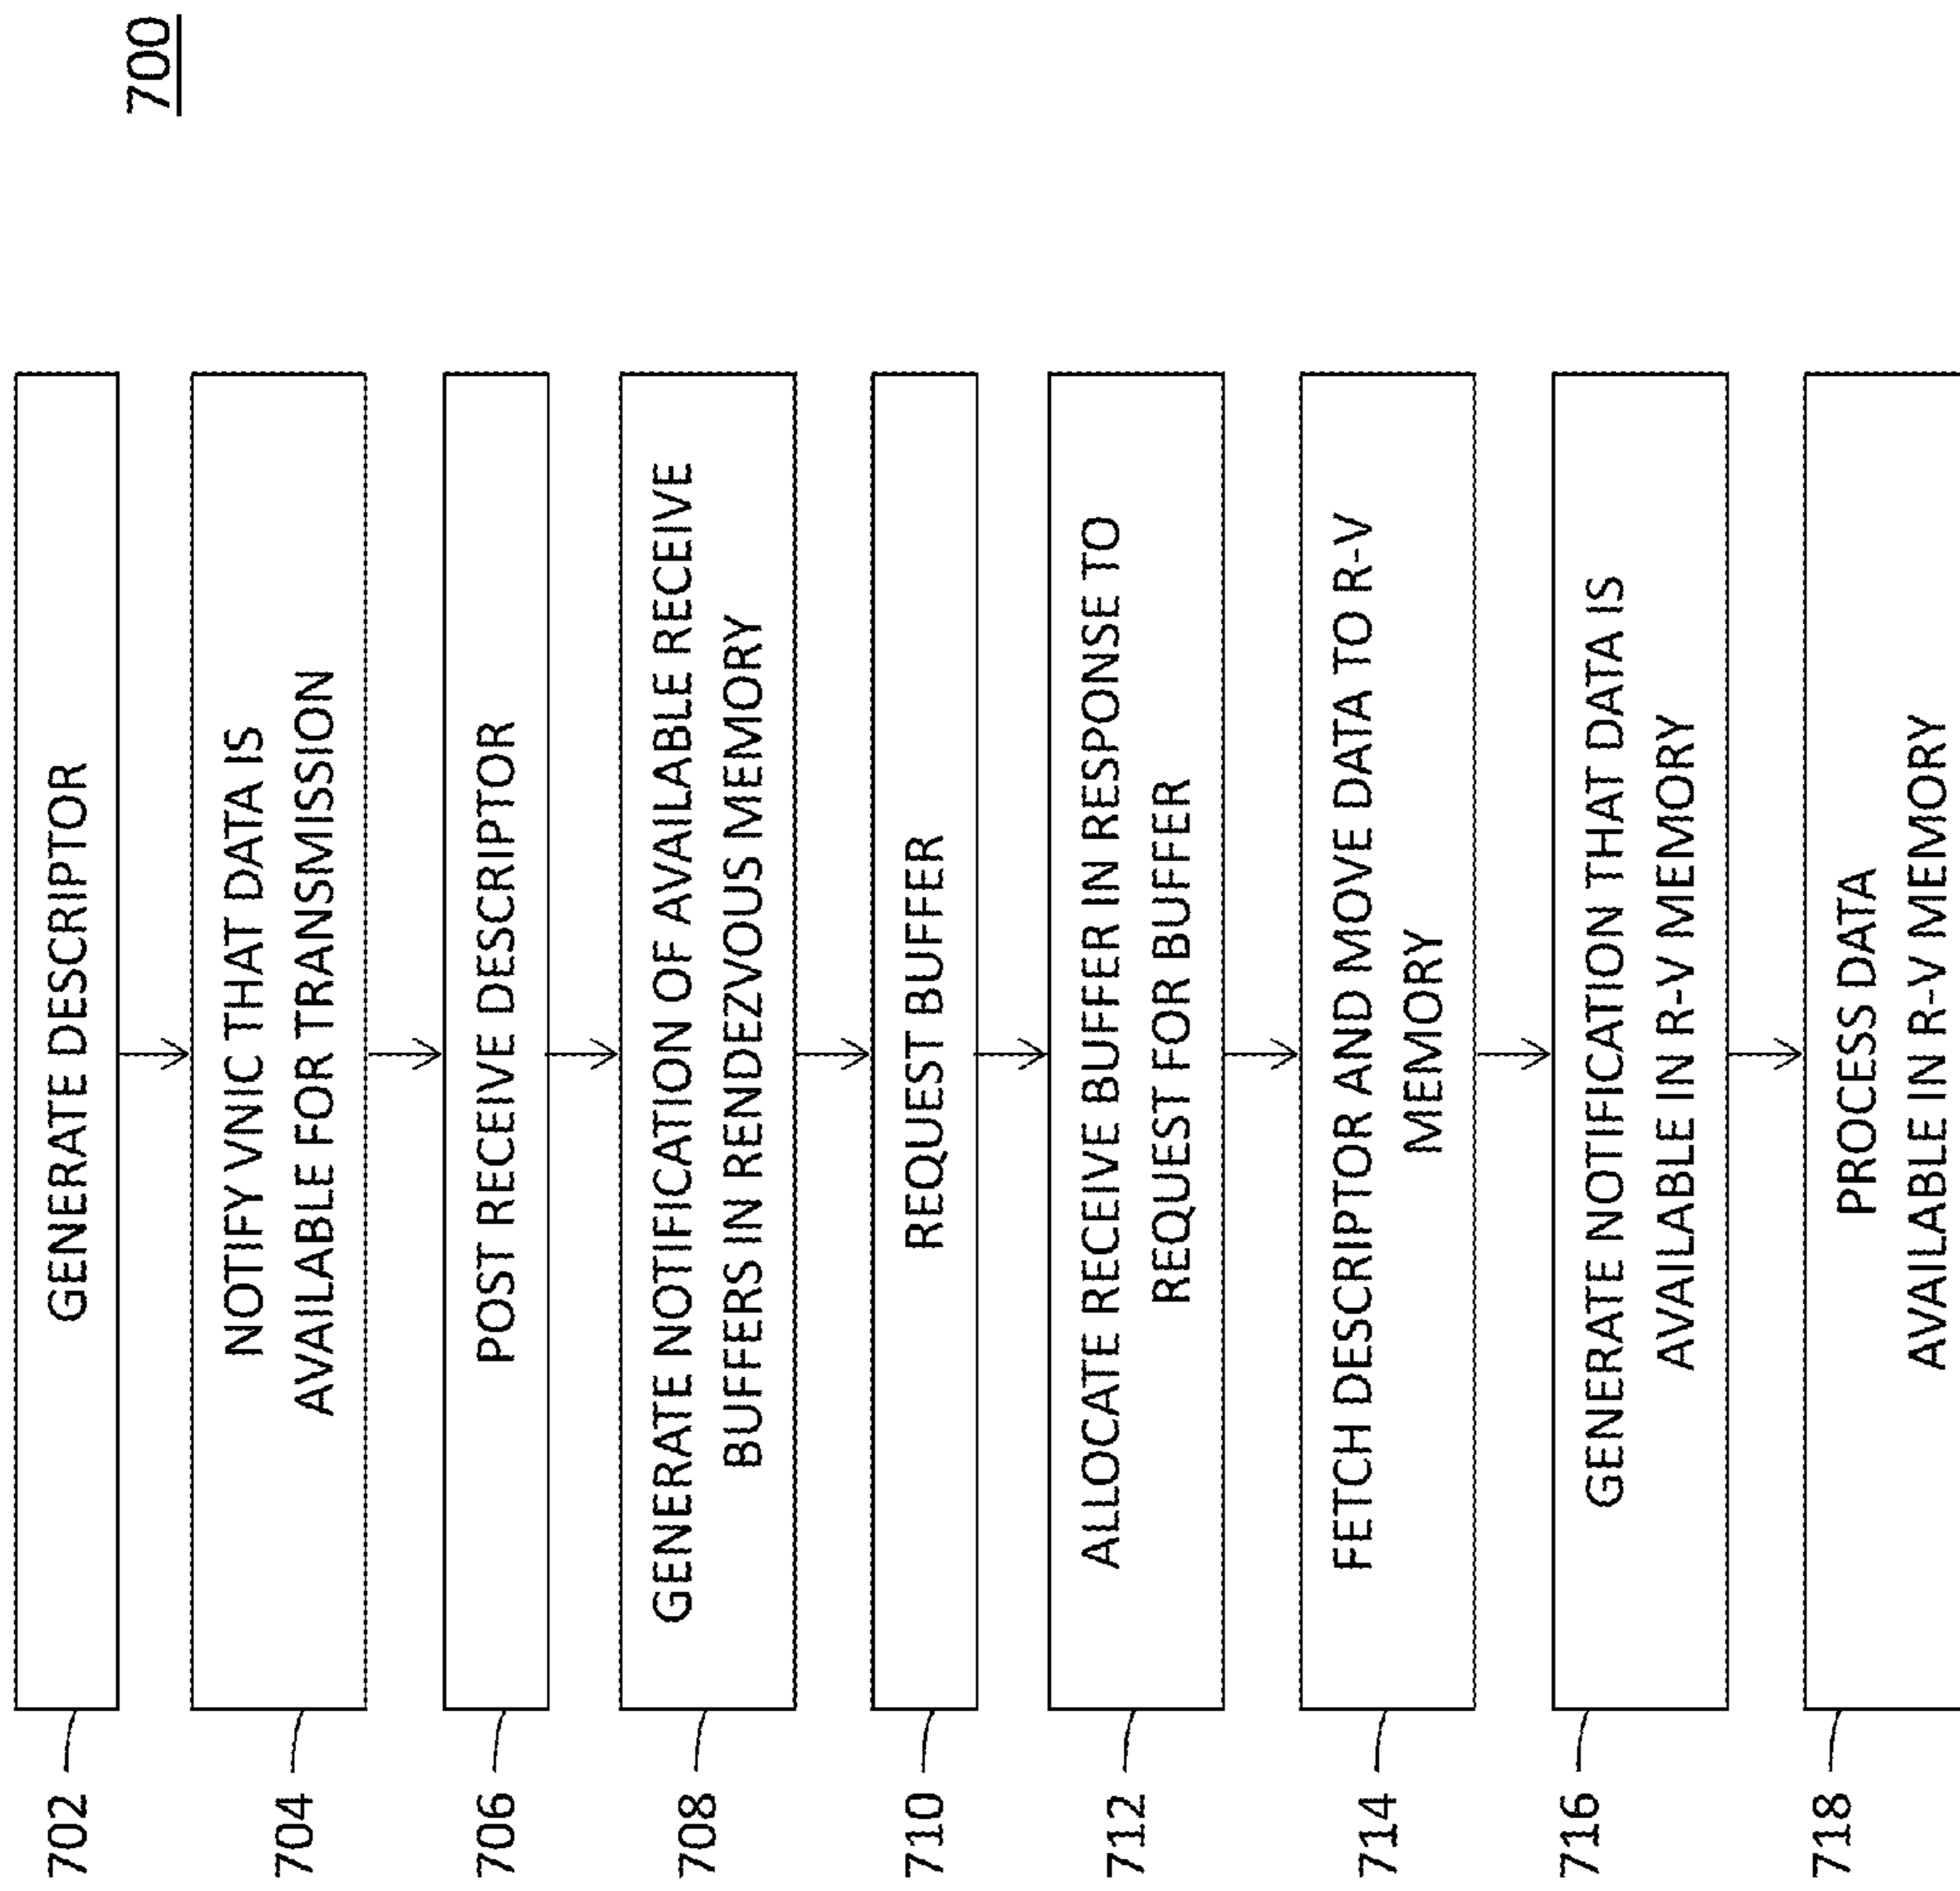 700
702
GENERATE DESCRIPTOR
704
NOTIFY VNIC THAT DATA IS
AVAILABLE FOR TRANSMISSION
706
POST RECEIVE DESCRIPTOR
708
GENERATE NOTIFICATION OF AVAILABLE RECEIVE
BUFFERS IN RENDEZVOUS MEMORY
710
REQUEST BUFFER
712
ALLOCATE RECEIVE BUFFER IN RESPONSE TO
REQUEST FOR BUFFER
714
FETCH DESCRIPTOR AND MOVE DATA TO R-V
MEMORY
716
GENERATE NOTIFICATION THAT DATA IS
AVAILABLE IN R-V MEMORY
718
PROCESS DATA
AVAILABLE IN R-V MEMORY